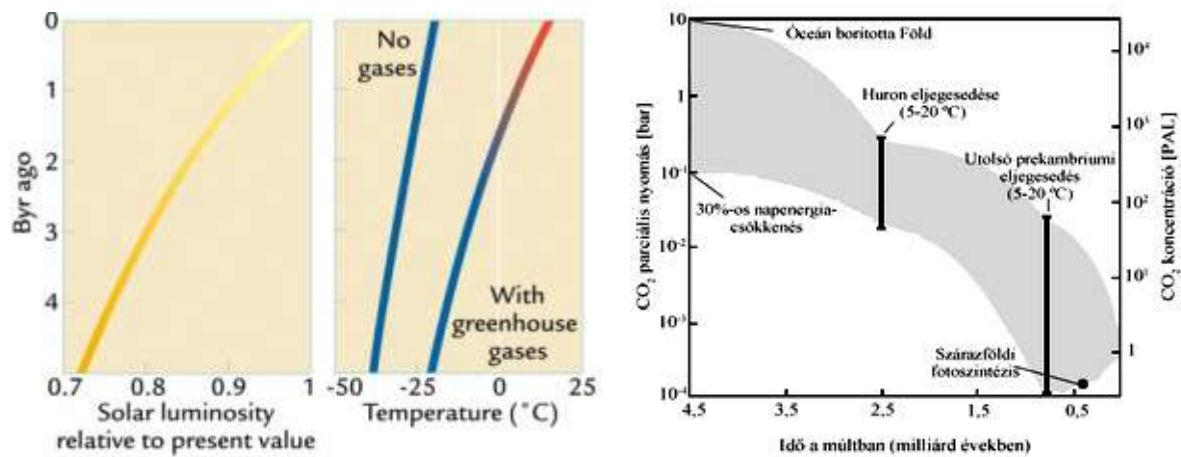 0
1
2
3
4
Byr ago
0.7
0.8
0.9
1
Solar luminosity
relative to present value
No
gases
With
greenhouse
gases
-50
-25
0
25
Temperature (°C)
10
1
10⁻¹
10⁻²
10⁻³
10⁻⁴
CO₂ parciális nyomás [bar]
Óceán borította Föld
Huron eljegesedése
(5-20 ºC)
Utolsó prekambriumi
eljegesedés
(5-20 ºC)
30%-os napenergia-
csökkenés
Szárazföldi
fotoszintézis
10⁴
10³
10²
10¹
1
CO₂ koncentráció [PAL]
4,5
3,5
2,5
1,5
0,5
Idő a múltban (milliárd években)